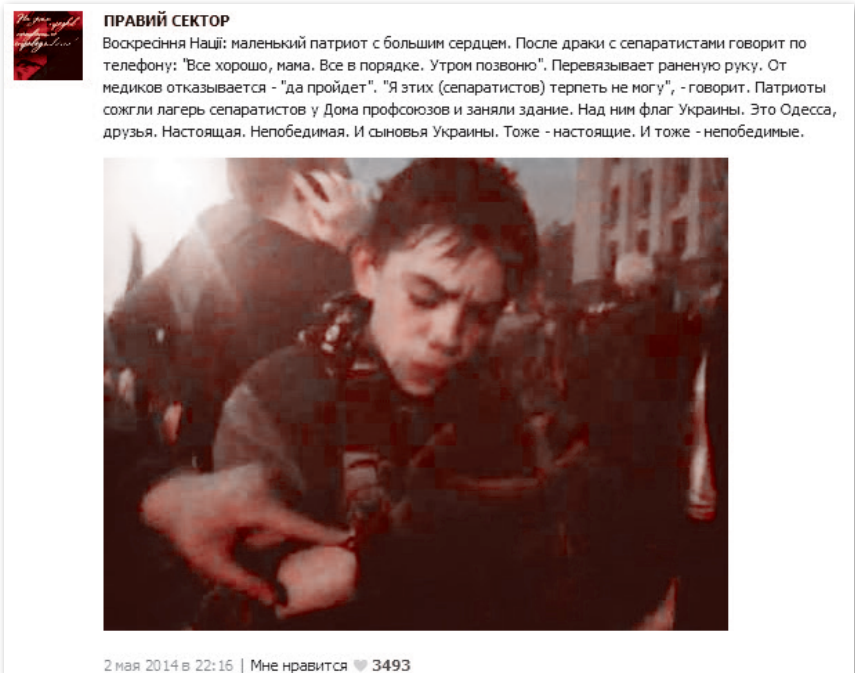 ПРАВИЙ СЕКТОР
Воскресіння Нації: маленький патриот с большим сердцем. После драки с сепаратистами говорит по
телефону: "Все хорошо, мама. Все в порядке. Утром позвоню". Перевязывает раненую руку. От
медиков отказывается - "да пройдет". "Я этих (сепаратистов) терпеть не могу", - говорит. Патриоты
сожгли лагерь сепаратистов у Дома профсоюзов и заняли здание. Над ним флаг Украины. Это Одесса,
друзья. Настоящая. Непобедимая. И сыновья Украины. Тоже - настоящие. И тоже - непобедимые.
2 мая 2014 в 22:16 | Мне нравится 3493